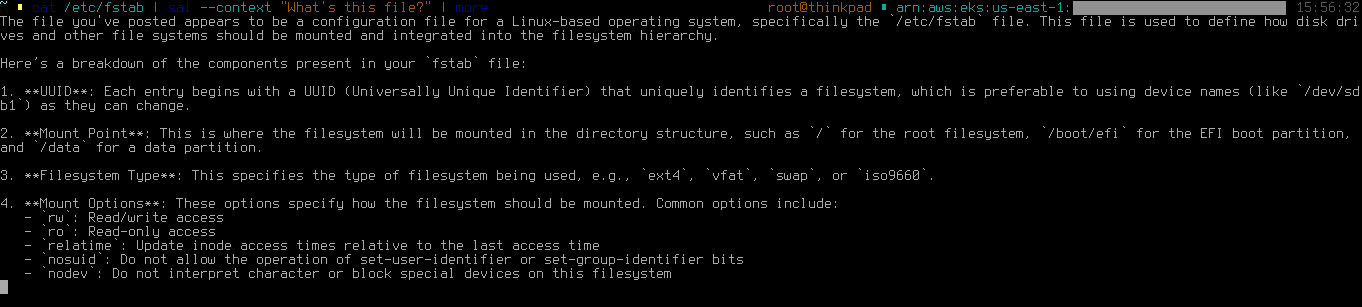 ~ cat /etc/fstab | sai --context "What's this file?" | more root@thinkpad arn:aws:eks:us-east-1: 15:56:32
The file you've posted appears to be a configuration file for a Linux-based operating system, specifically the `/etc/fstab` file. This file is used to define how disk dri
ves and other file systems should be mounted and integrated into the filesystem hierarchy.
Here's a breakdown of the components present in your `fstab` file:
1. **UUID**: Each entry begins with a UUID (Universally Unique Identifier) that uniquely identifies a filesystem, which is preferable to using device names (like `/dev/sd
b1`) as they can change.
2. **Mount Point**: This is where the filesystem will be mounted in the directory structure, such as `/` for the root filesystem, `/boot/efi` for the EFI boot partition,
and `/data` for a data partition.
3. **Filesystem Type**: This specifies the type of filesystem being used, e.g., `ext4`, `vfat`, `swap`, or `iso9660`.
4. **Mount Options**: These options specify how the filesystem should be mounted. Common options include:
- `rw`: Read/write access
- `ro`: Read-only access
- `relatime`: Update inode access times relative to the last access time
- `nosuid`: Do not allow the operation of set-user-identifier or set-group-identifier bits
- `nodev`: Do not interpret character or block special devices on this filesystem